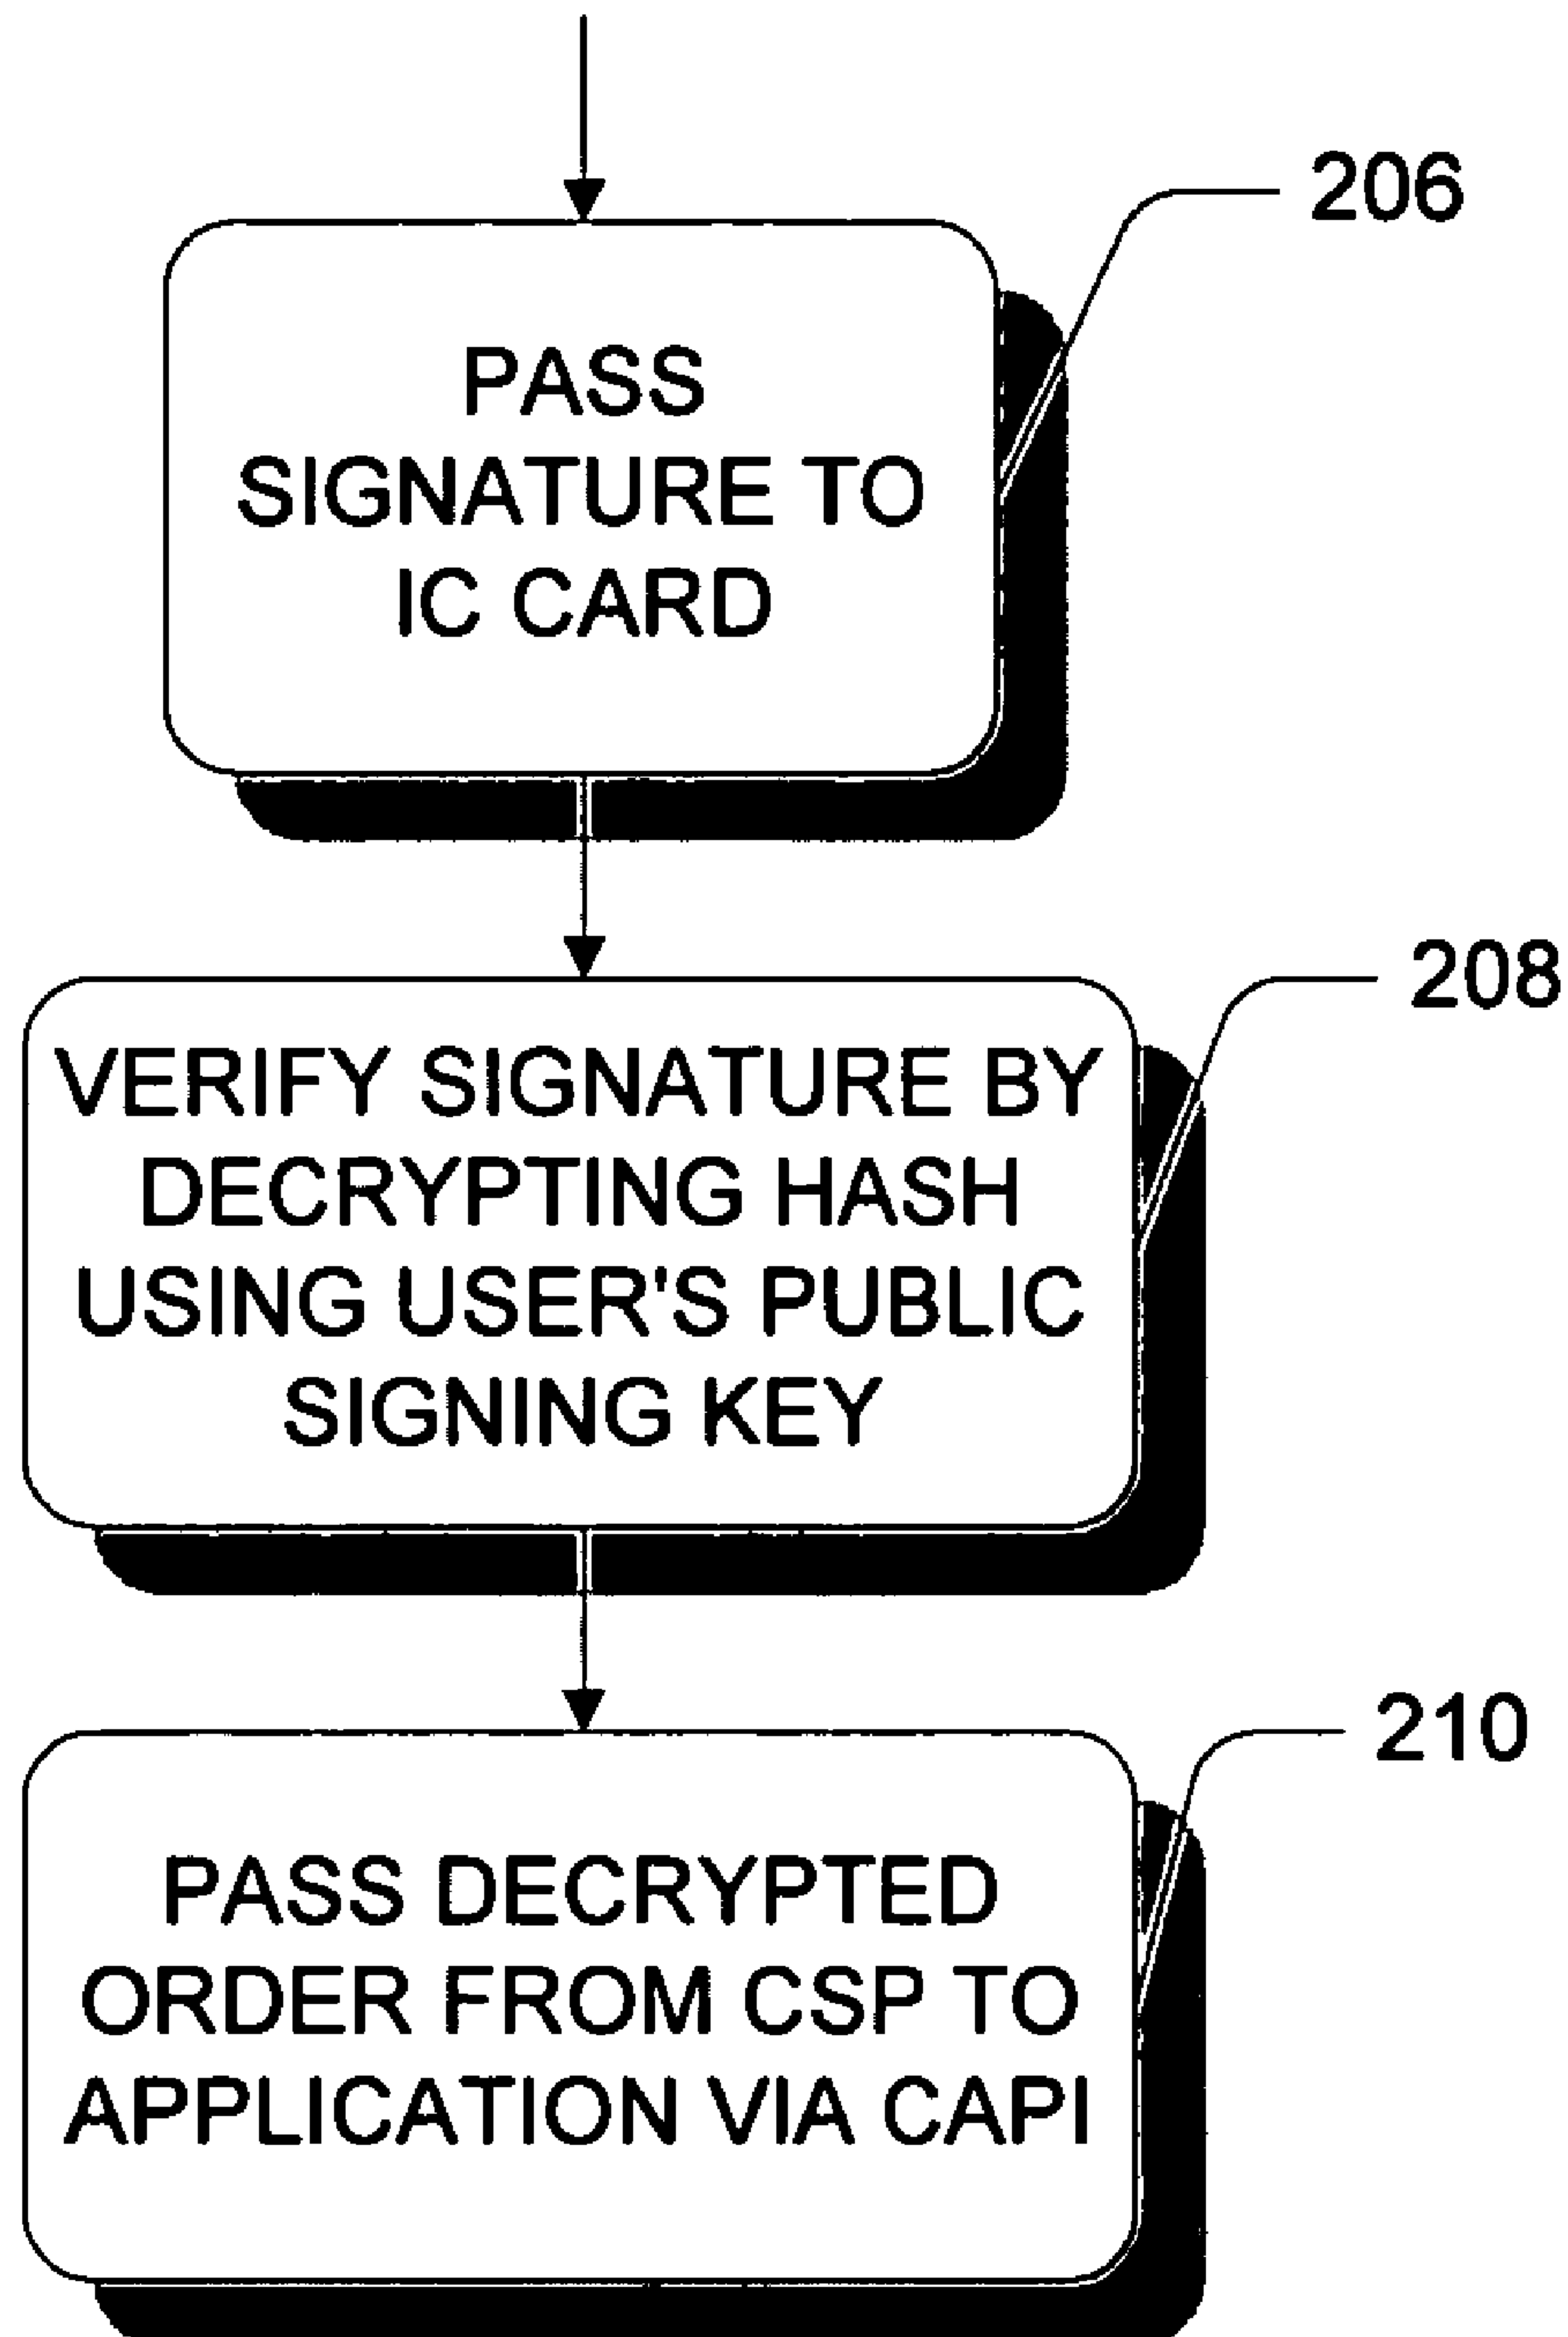 206
PASS
SIGNATURE TO
IC CARD
208
VERIFY SIGNATURE BY
DECRYPTING HASH
USING USER'S PUBLIC
SIGNING KEY
210
PASS DECRYPTED
ORDER FROM CSP TO
APPLICATION VIA CAPI